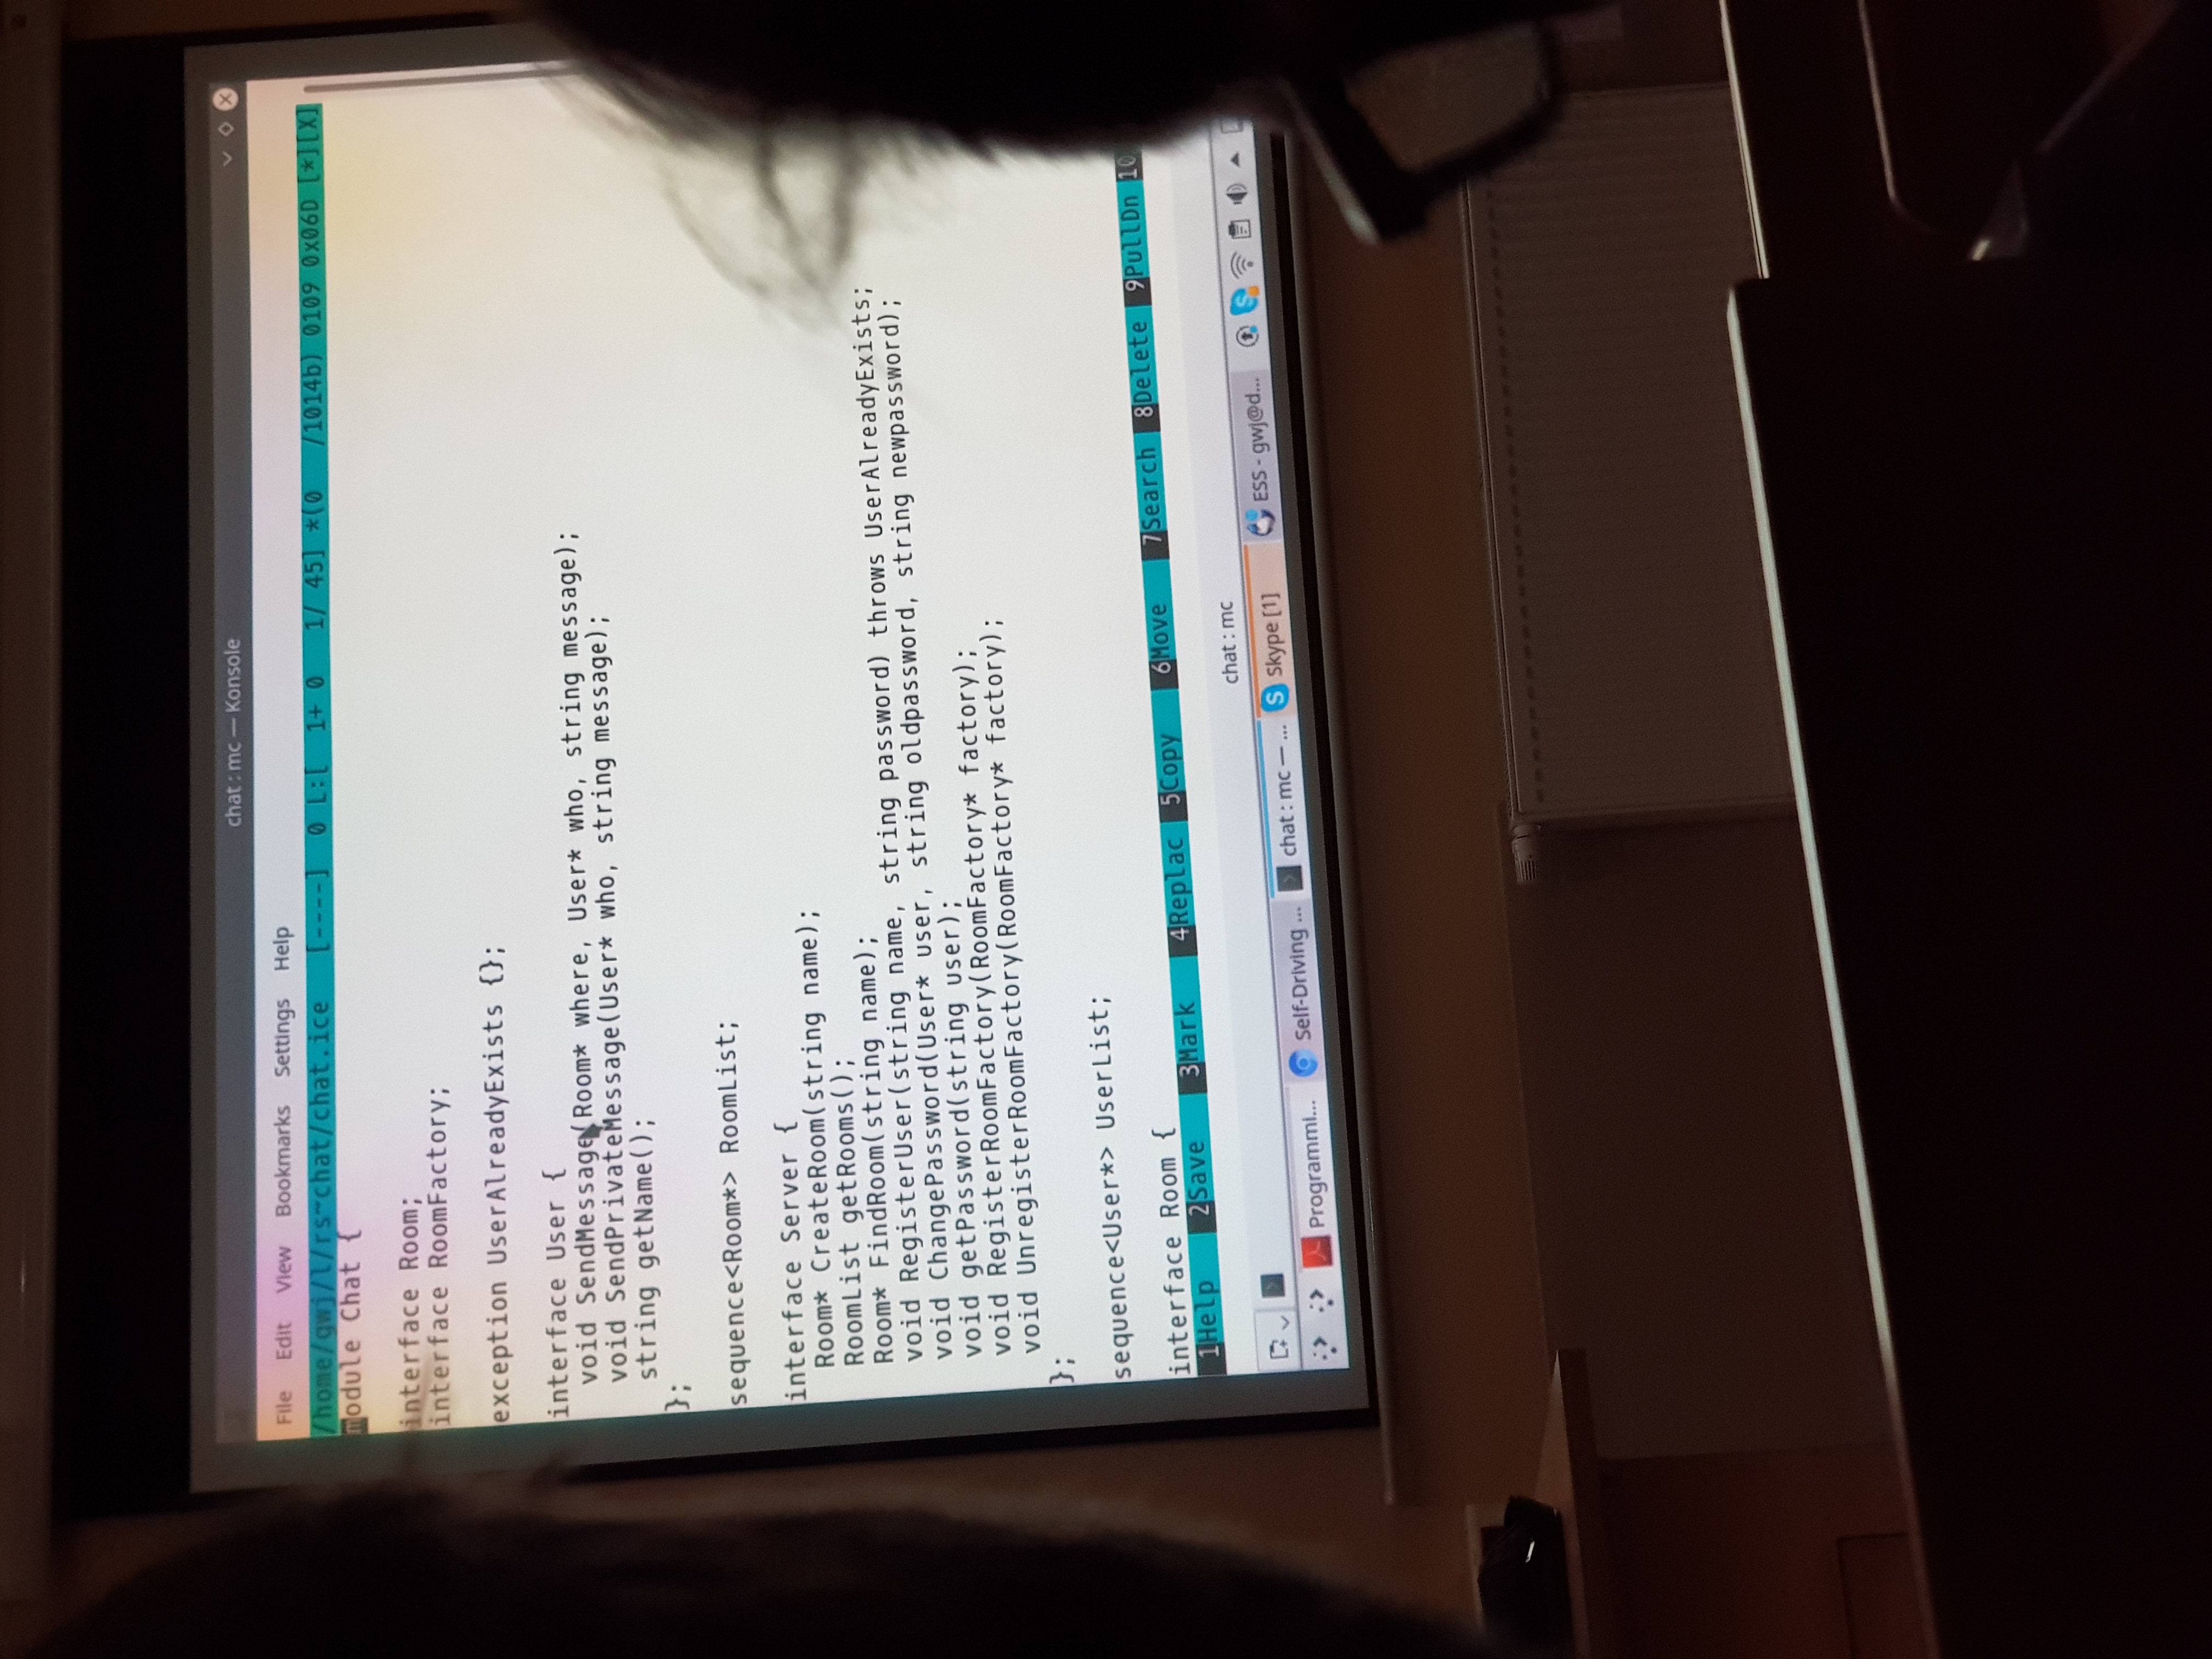 chat : mc — Konsole
File Edit View Bookmarks Settings Help
/home/gwj/l/rs~chat/chat.ice [----] 0 L:[ 1+ 0 1/ 45] *(0 /1014b) 0109 0x06D [*][X]
module Chat {
interface Room;
interface RoomFactory;
exception UserAlreadyExists {};
interface User {
void SendMessage(Room* where, User* who, string message);
void SendPrivateMessage(User* who, string message);
string getName();
};
sequence<Room*> RoomList;
interface Server {
Room* CreateRoom(string name);
RoomList getRooms();
Room* FindRoom(string name);
void RegisterUser(string name, string password) throws UserAlreadyExists;
void ChangePassword(User* user, string oldpassword, string newpassword);
void getPassword(string user);
void RegisterRoomFactory(RoomFactory* factory);
void UnregisterRoomFactory(RoomFactory* factory);
};
sequence<User*> UserList;
interface Room {
1Help 2Save 3Mark 4Replac 5Copy 6Move 7Search 8Delete 9PullDn 10
chat : mc
Programmi... Self-Driving ... chat : mc — ... Skype [1] ESS - gwj@d...